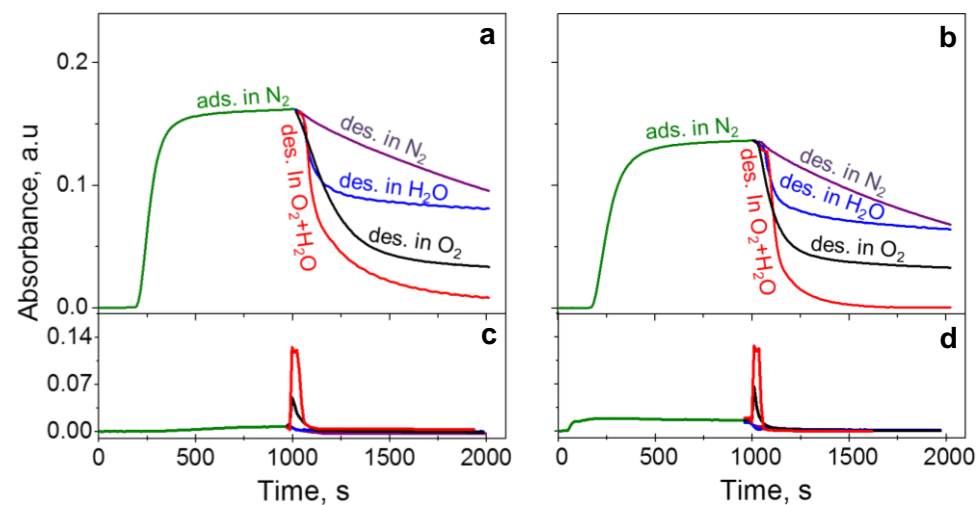 a
b
0.2
0.1
0.0
Absorbance, a.u
ads. in N₂
des. in N₂
des. in H₂O
des. in O₂
des. In O₂+H₂O
ads. in N₂
des. in N₂
des. in H₂O
des. in O₂
des. In O₂+H₂O
c
d
0.14
0.07
0.00
0 500 1000 1500 2000
0 500 1000 1500 2000
Time, s
Time, s